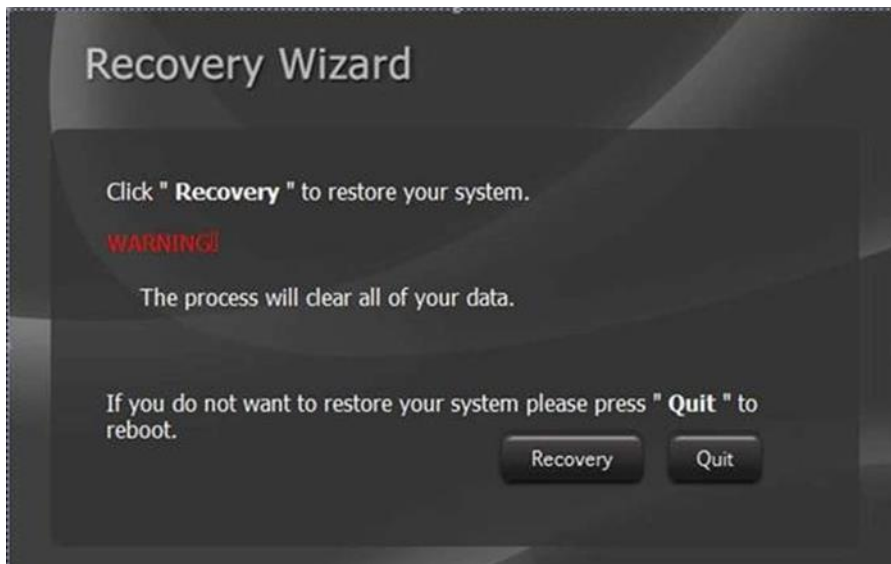 Recovery Wizard
Click " Recovery " to restore your system.
WARNING!
The process will clear all of your data.
If you do not want to restore your system please press " Quit " to
reboot.
Recovery
Quit